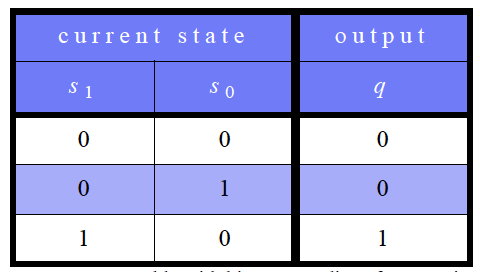 current state output
s1 s0 q
0 0 0
0 1 0
1 0 1